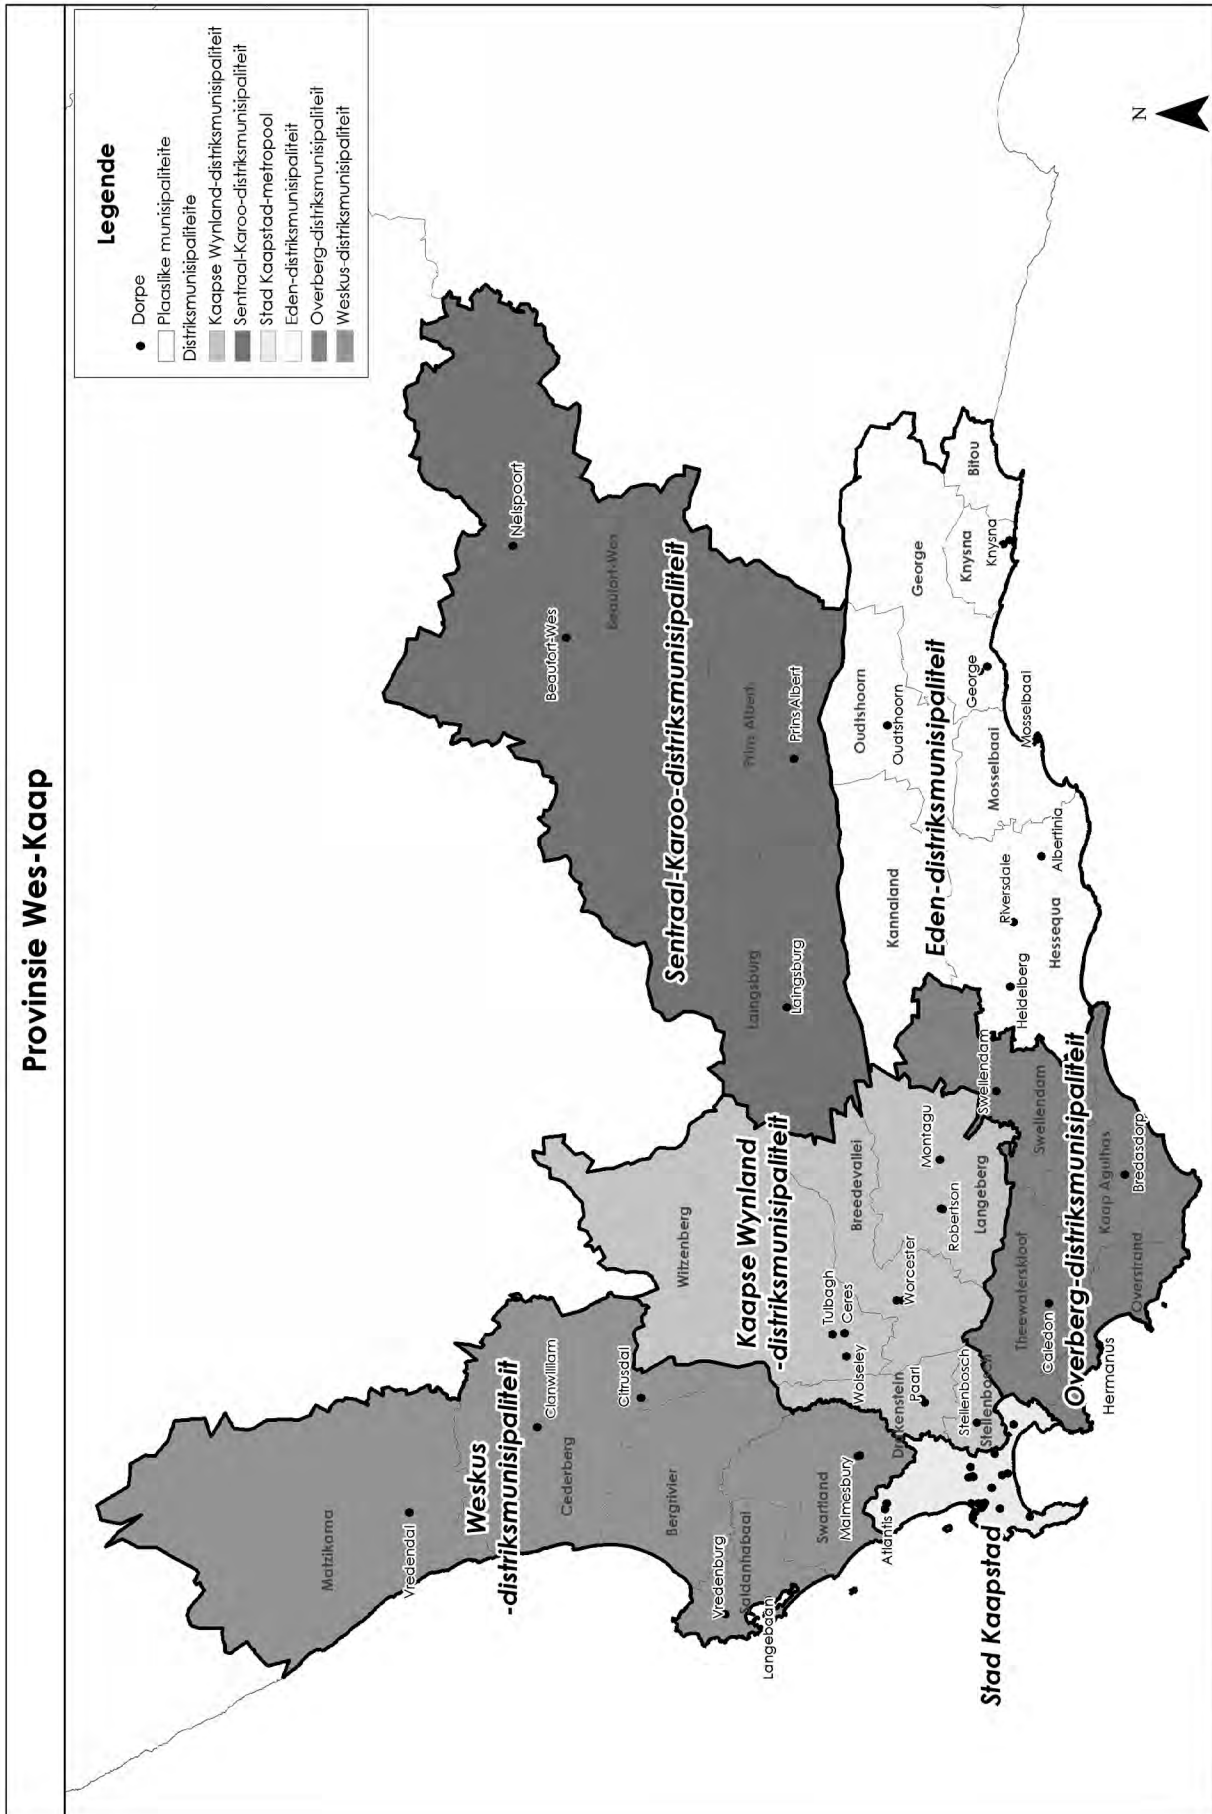 Provinsie Wes-Kaap
Legende
Dorpe
Plaaslike munisipaliteite
Distriksmunisipaliteite
Kaapse Wynland-distriksmunisipaliteit
Sentraal-Karoo-distriksmunisipaliteit
Stad Kaapstad-metropool
Eden-distriksmunisipaliteit
Overberg-distriksmunisipaliteit
Weskus-distriksmunisipaliteit
N
Matzikama
Vredendal
Weskus
-distriksmunisipaliteit
Clanwilliam
Cederberg
Citrusdal
Bergrivier
Vredenburg
Saldanhabaai
Langebaan
Swartland
Malmesbury
Atlantis
Stad Kaapstad
Witzenberg
Kaapse Wynland
-distriksmunisipaliteit
Tulbagh
Ceres
Wolseley
Breedevallei
Worcester
Drakenstein
Paarl
Stellenbosch
Stellenbosch
Montagu
Robertson
Langeberg
Nelspoort
Beaufort-Wes
Beaufort-Wes
Sentraal-Karoo-distriksmunisipaliteit
Prins Albert
Prins Albert
Laingsburg
Laingsburg
Oudtshoorn
Oudtshoorn
Kannaland
George
George
Eden-distriksmunisipaliteit
Bitou
Knysna
Knysna
Mosselbaai
Mosselbaai
Albertinia
Riversdale
Hessequa
Heidelberg
Swellendam
Swellendam
Overberg-distriksmunisipaliteit
Theewaterskloof
Caledon
Kaap Agulhas
Bredasdorp
Overstrand
Hermanus